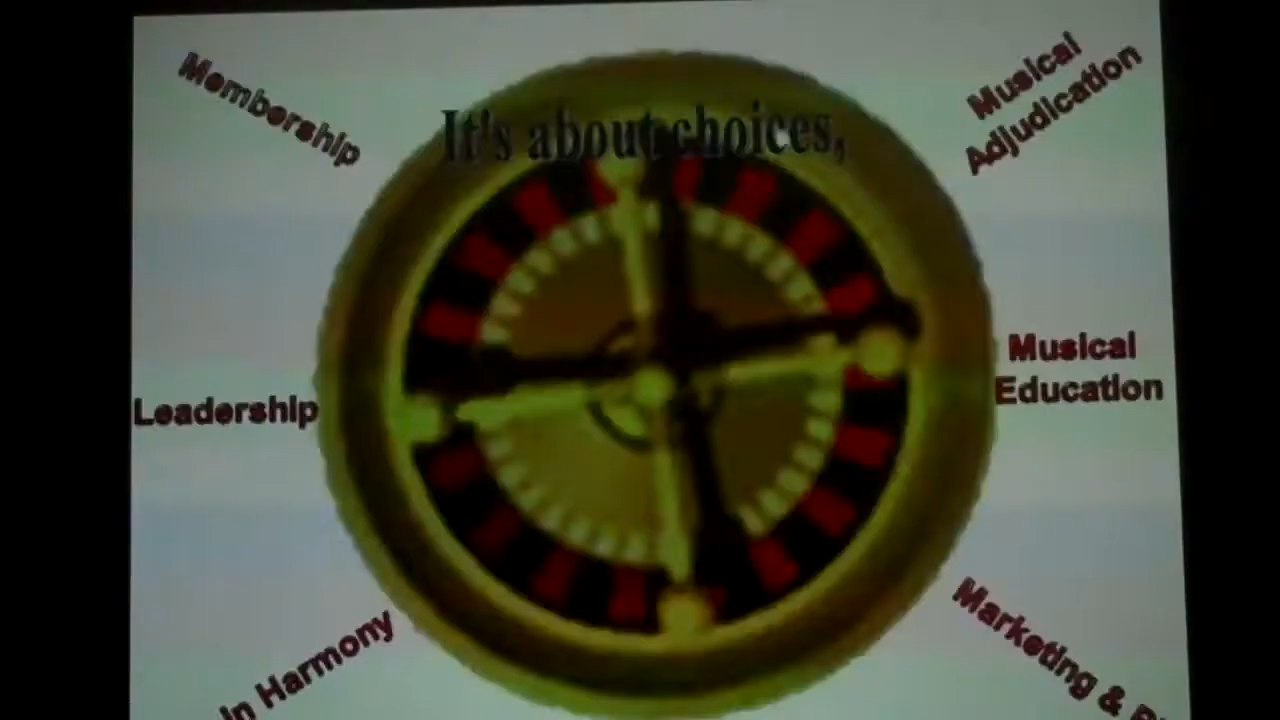 It's about choices,
Membership
Musical
Adjudication
Leadership
Musical
Education
In Harmony
Marketing &